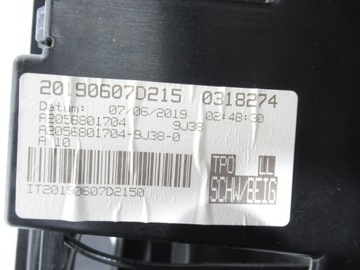 20190607D215 0318274
Datum: 07/06/2019 02:48:30
A2056801704 9J38
A2056801704-9J38-0
A 10
TPO LL
SCHW/BEIG
IT20190607D2150